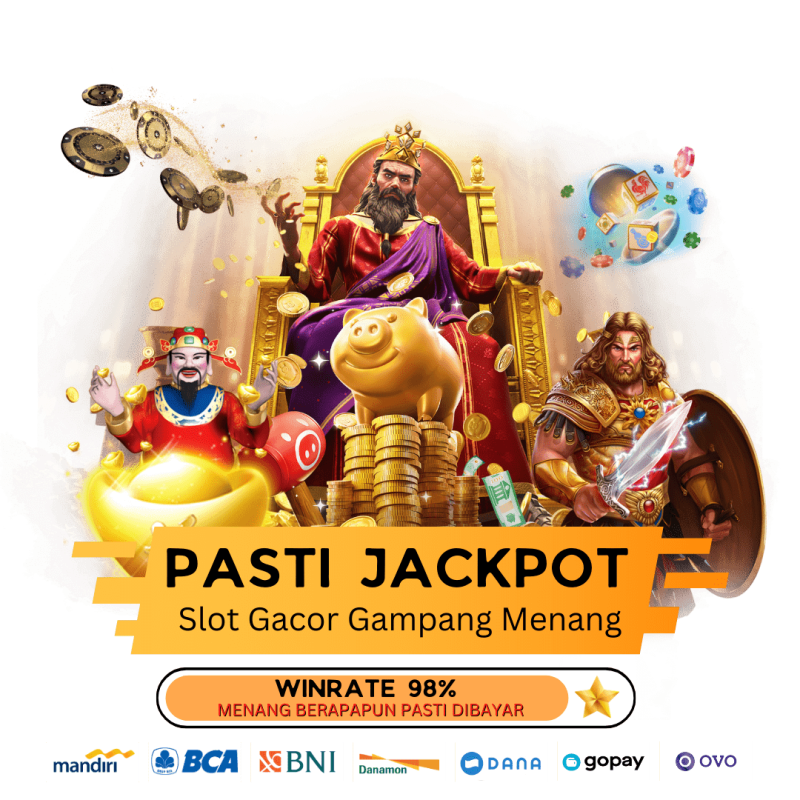 PASTI JACKPOT
Slot Gacor Gampang Menang
WINRATE 98%
MENANG BERAPAPUN PASTI DIBAYAR
mandiri BCA BNI Danamon DANA gopay OVO